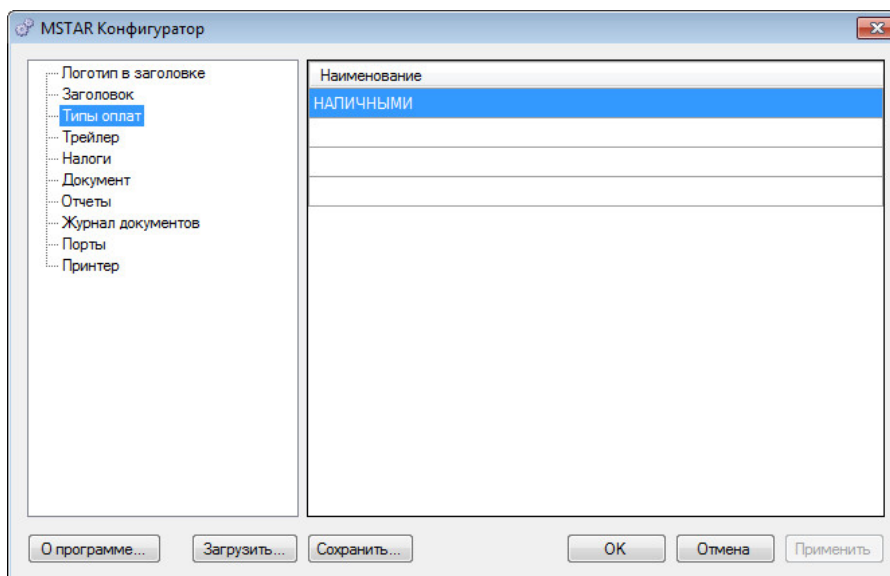 MSTAR Конфигуратор
Логотип в заголовке
Заголовок
Типы оплат
Трейлер
Налоги
Документ
Отчеты
Журнал документов
Порты
Принтер
Наименование
НАЛИЧНЫМИ
О программе...
Загрузить...
Сохранить...
OK
Отмена
Применить